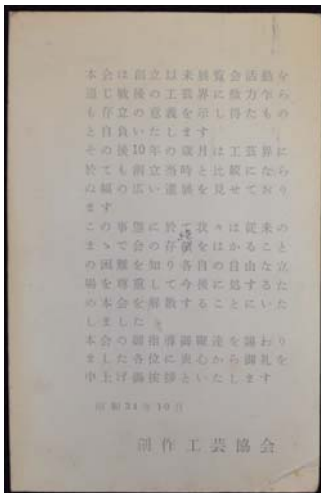 本会は創立以来展覧会活動を
通じ戦後の工芸界に微力乍ら
も存立の意義を示し得たもの
と自負いたします
その後10年の歳月は工芸界に
於ても創立当時と比較になら
ぬ幅の広い進展を見せており
ます
この事態に於て我々は従来の
まゝで会の存続をはかること
の困難を知り各自の自由な立
場を尊重して今後に処するた
め本会を解散することにいた
しました
本会の御指導御鞭達を賜わり
ました各位に衷心から御礼を
申上げ御挨拶といたします
昭和31年10月
創作工芸協会